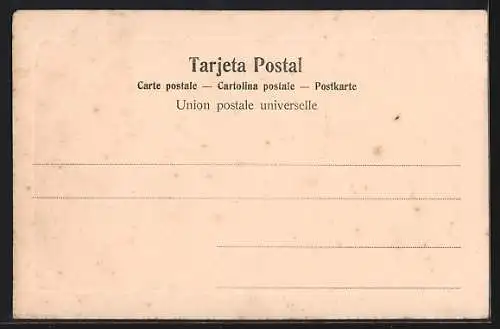 Tarjeta Postal
Carte postale — Cartolina postale — Postkarte
Union postale universelle